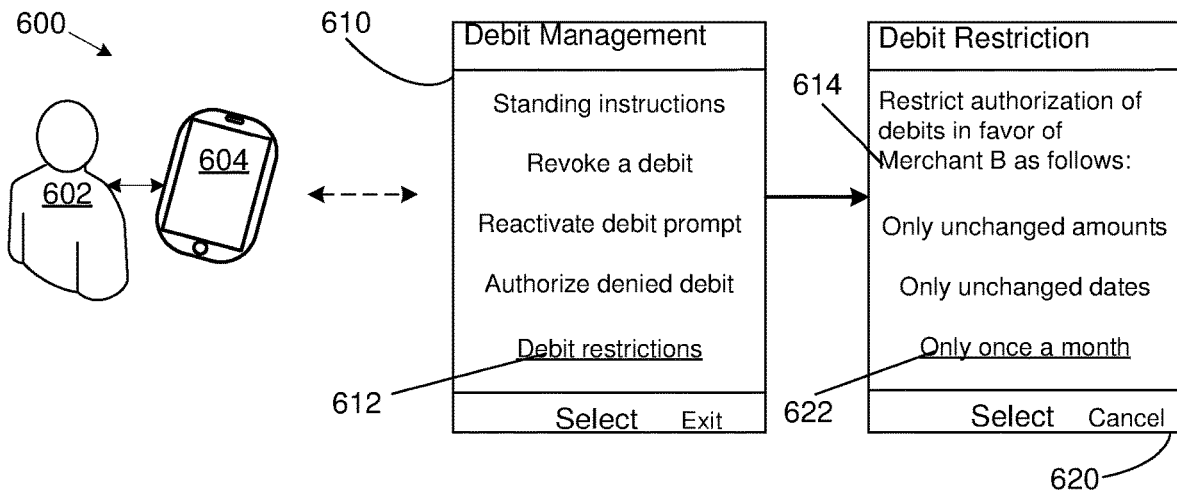 600
602
604
610
Debit Management
Standing instructions
Revoke a debit
Reactivate debit prompt
Authorize denied debit
Debit restrictions
612
Select Exit
Debit Restriction
614
Restrict authorization of
debits in favor of
Merchant B as follows:
Only unchanged amounts
Only unchanged dates
Only once a month
622
Select Cancel
620